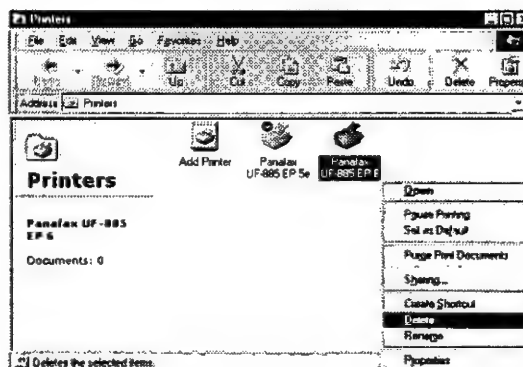 Printers
File Edit View Go Favorites Help
Up Cut Copy Paste Undo Delete Properti
Address Printers
Printers
Panafax UF-885
EP 6
Documents: 0
Add Printer
Panafax
UF-885 EP 5e
Panafax
UF-885 EP 6
Open
Pause Printing
Set as Default
Purge Print Documents
Sharing...
Create Shortcut
Delete
Rename
Properties
Deletes the selected items.